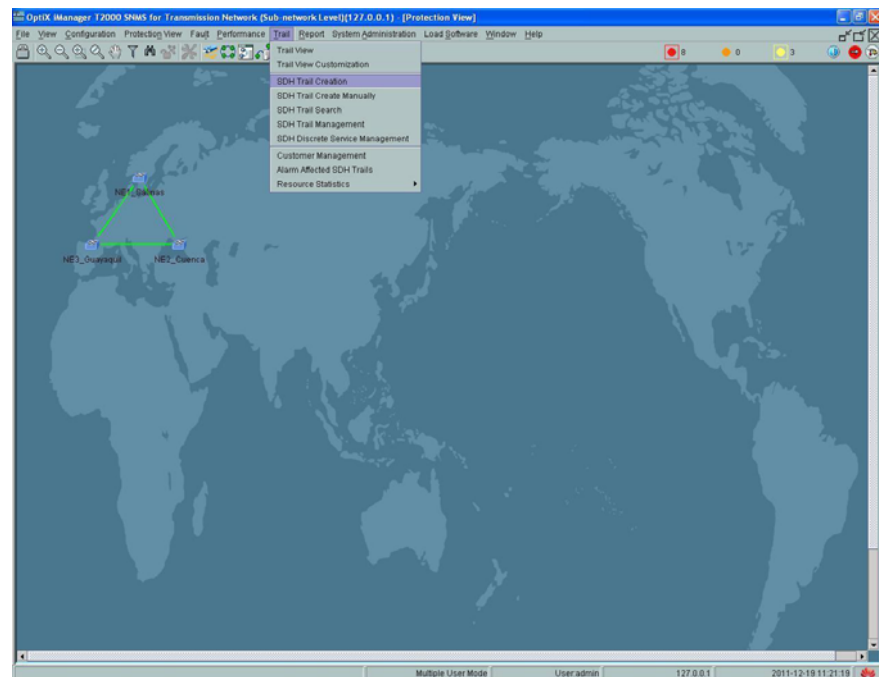 OptiX iManager T2000 SNMS for Transmission Network (Sub-network Level)(127.0.0.1) - [Protection View]
File View Configuration Protection View Fault Performance Trail Report System Administration Load Software Window Help
8 0 3
Trail View
Trail View Customization
SDH Trail Creation
SDH Trail Create Manually
SDH Trail Search
SDH Trail Management
SDH Discrete Service Management
Customer Management
Alarm Affected SDH Trails
Resource Statistics
NE1_Salinas
NE3_Guayaquil NE2_Cuenca
Multiple User Mode User:admin 127.0.0.1 2011-12-19 11:21:19